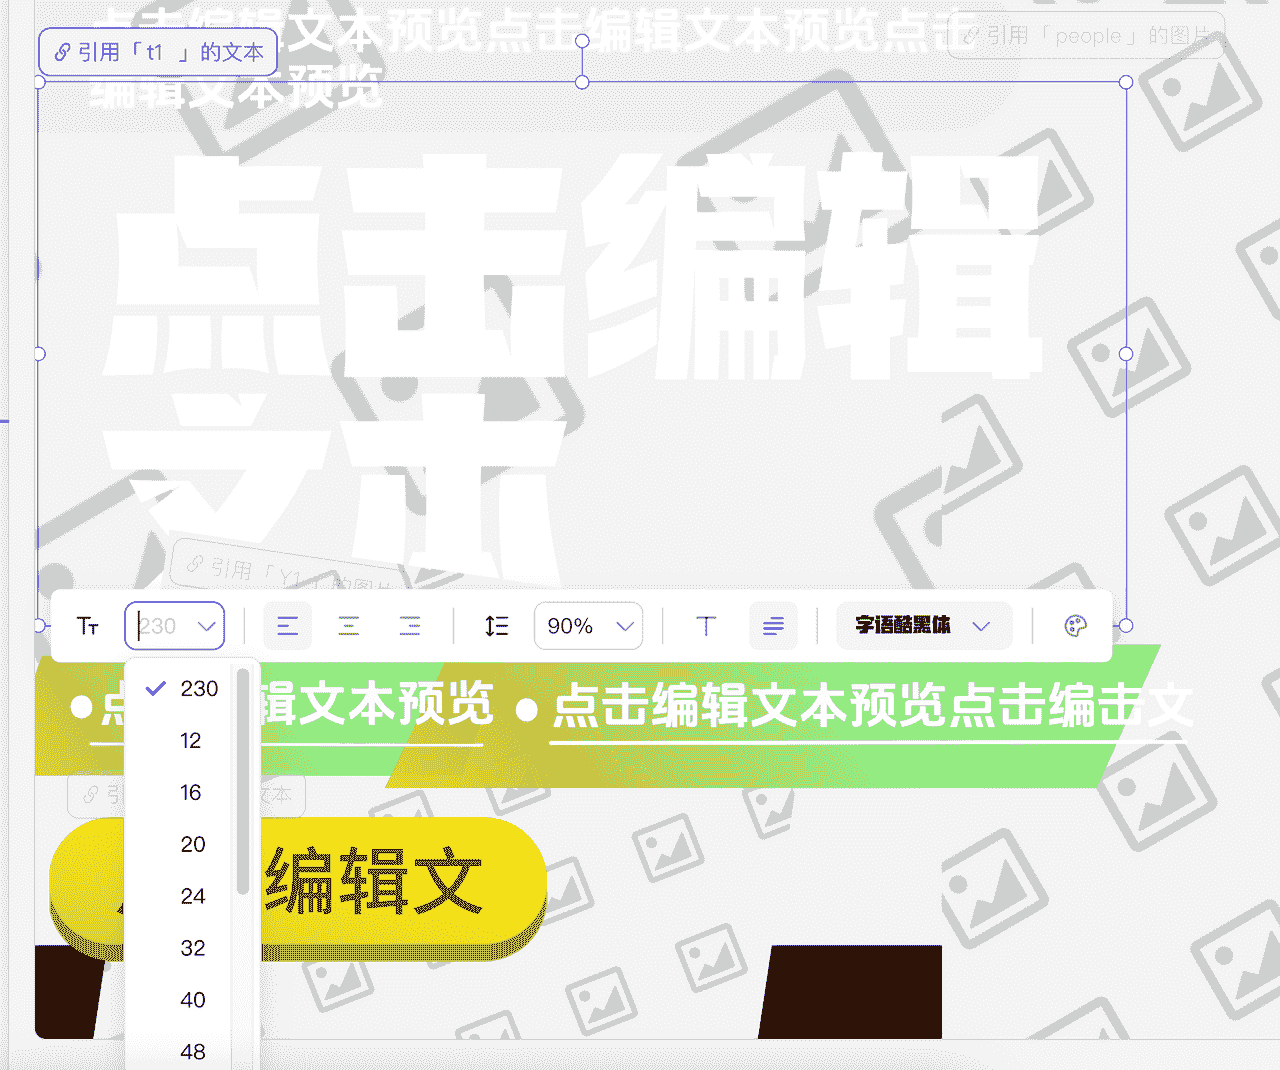 点击编辑文本预览点击编辑文本预览点击
编辑文本预览
引用「 t1 」的文本
引用「 people 」的图片
点击编辑
文本
引用「 Y1 」的图片
230
90%
字语酷黑体
230
12
16
20
24
32
40
48
点 辑文本预览
点击编辑文本预览点击编击文
引 文本
编辑文